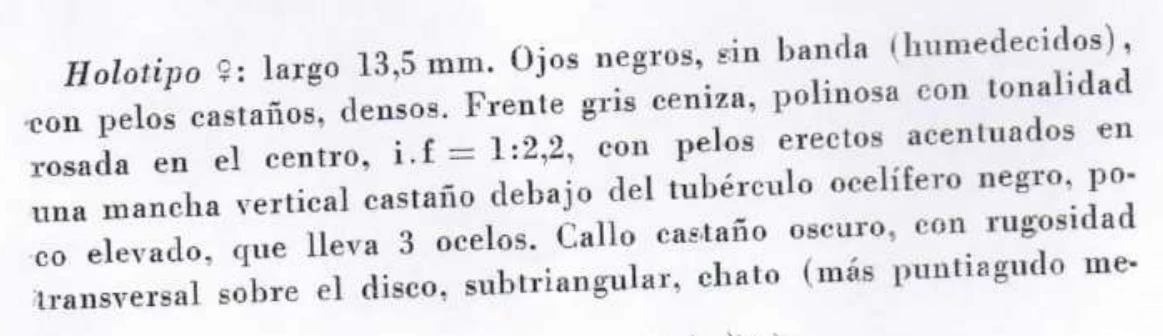 Holotipo ♀: largo 13,5 mm. Ojos negros, sin banda (humedecidos),
con pelos castaños, densos. Frente gris ceniza, polinosa con tonalidad
rosada en el centro, i.f = 1:2,2, con pelos erectos acentuados en
una mancha vertical castaño debajo del tubérculo ocelífero negro, po-
co elevado, que lleva 3 ocelos. Callo castaño oscuro, con rugosidad
transversal sobre el disco, subtriangular, chato (más puntiagudo me-